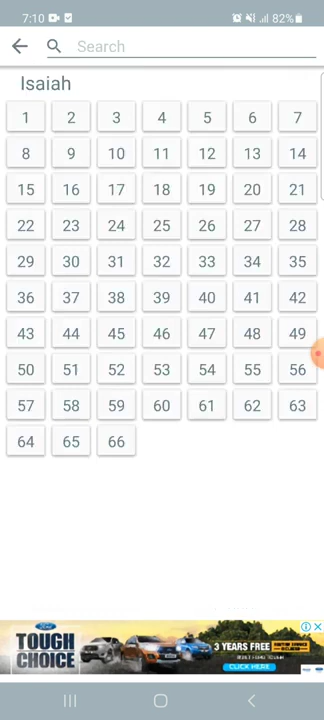 7:10 82%
Search
Isaiah
1 2 3 4 5 6 7
8 9 10 11 12 13 14
15 16 17 18 19 20 21
22 23 24 25 26 27 28
29 30 31 32 33 34 35
36 37 38 39 40 41 42
43 44 45 46 47 48 49
50 51 52 53 54 55 56
57 58 59 60 61 62 63
64 65 66
Ford
TOUGH
CHOICE
3 YEARS FREE
CLICK HERE